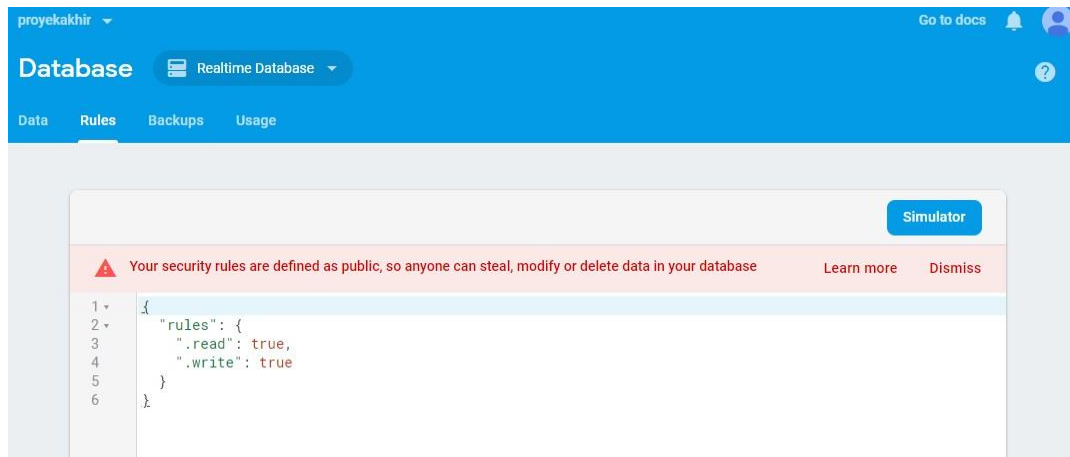 proyekakhir Go to docs
Database Realtime Database
Data Rules Backups Usage
Simulator
Your security rules are defined as public, so anyone can steal, modify or delete data in your database Learn more Dismiss
1 {
2 "rules": {
3 ".read": true,
4 ".write": true
5 }
6 }